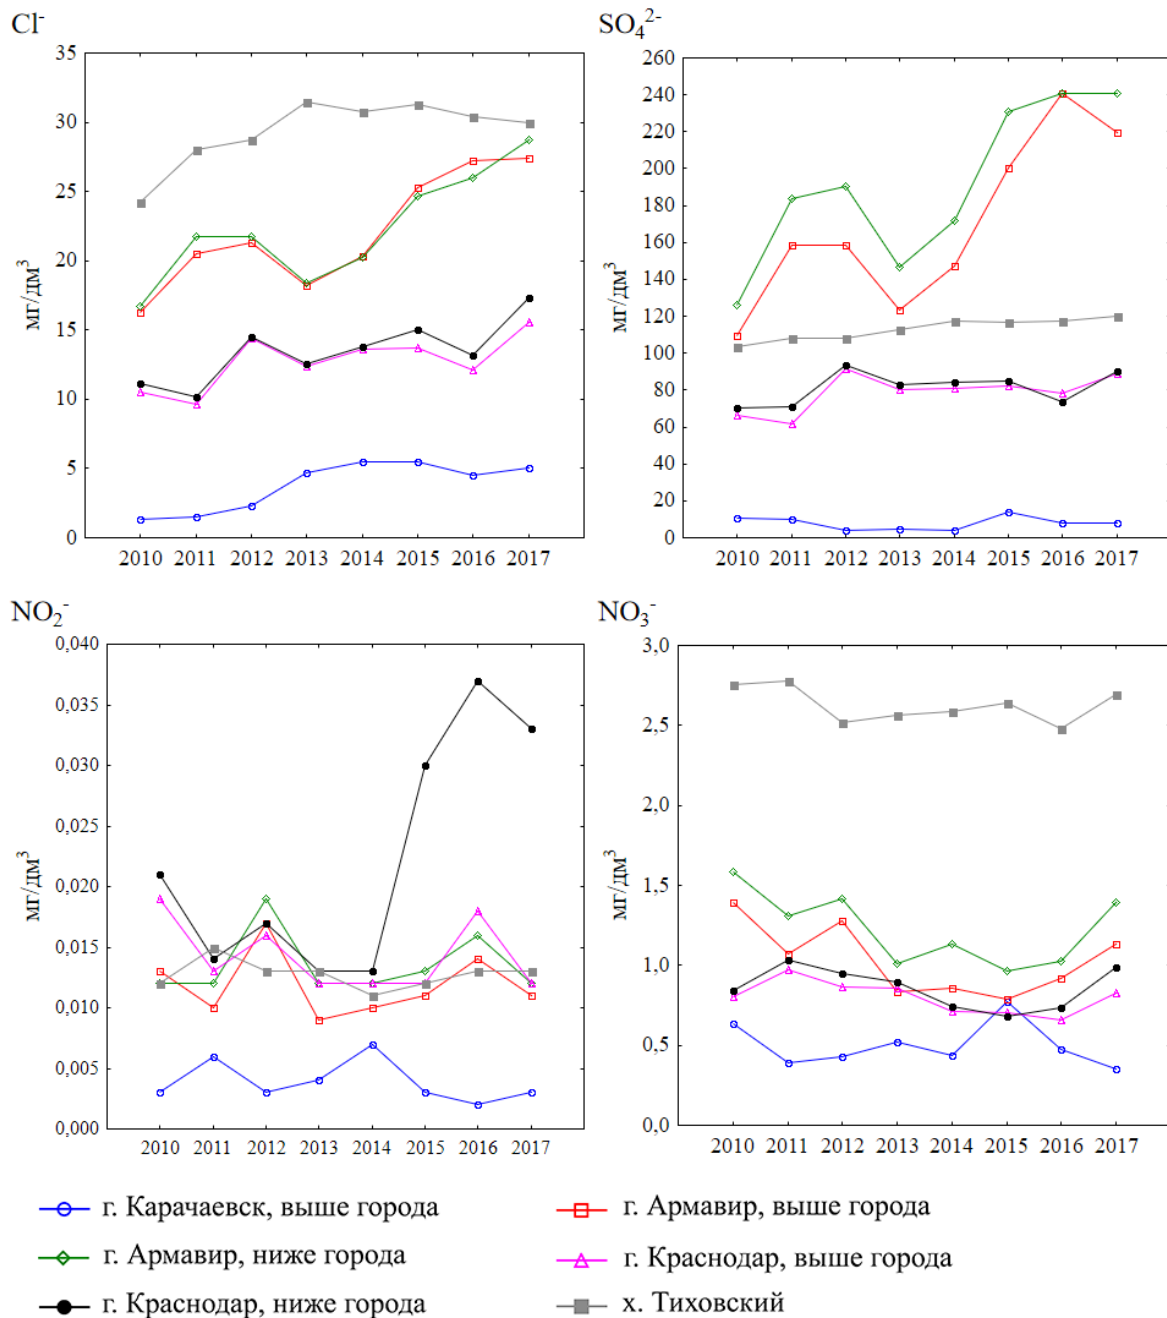 Cl⁻
35
30
25
20
15
10
5
0
мг/дм³
2010 2011 2012 2013 2014 2015 2016 2017
SO₄²⁻
260
240
220
200
180
160
140
120
100
80
60
40
20
0
мг/дм³
2010 2011 2012 2013 2014 2015 2016 2017
NO₂⁻
0,040
0,035
0,030
0,025
0,020
0,015
0,010
0,005
0,000
мг/дм³
2010 2011 2012 2013 2014 2015 2016 2017
NO₃⁻
3,0
2,5
2,0
1,5
1,0
0,5
0,0
мг/дм³
2010 2011 2012 2013 2014 2015 2016 2017
г. Карачаевск, выше города
г. Армавир, выше города
г. Армавир, ниже города
г. Краснодар, выше города
г. Краснодар, ниже города
х. Тиховский